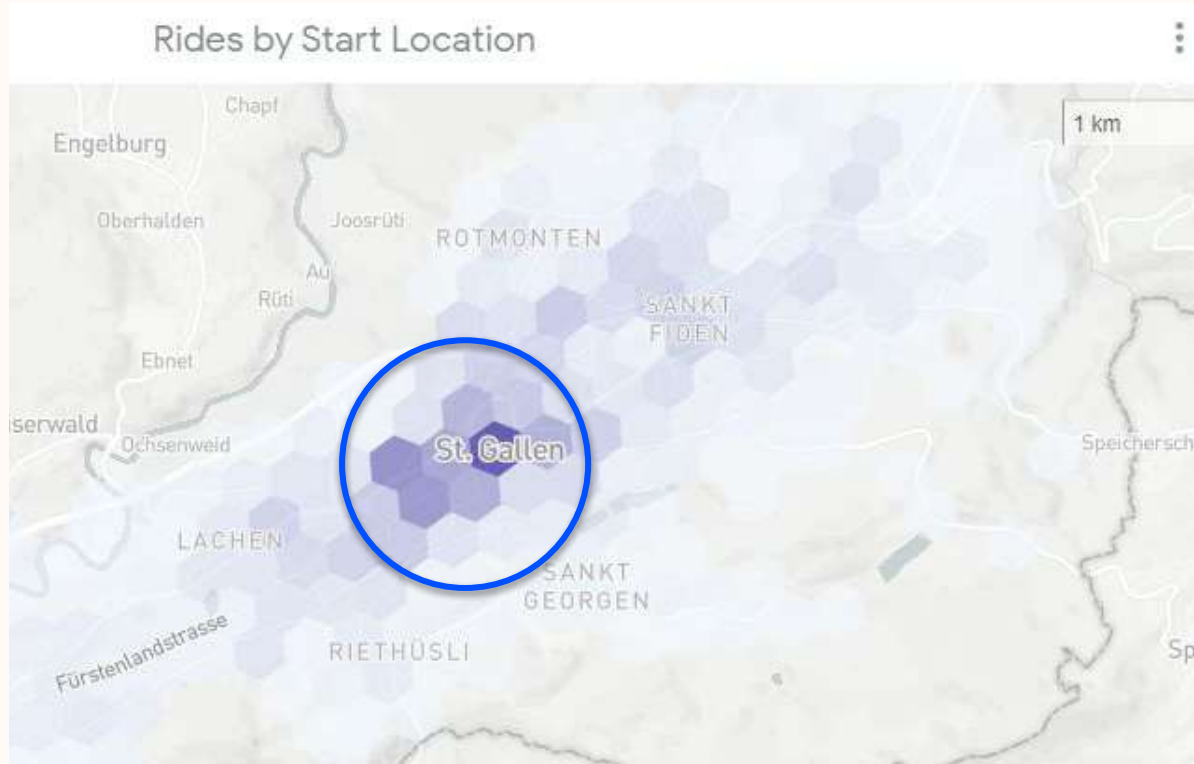 Rides by Start Location
Chapf
1 km
Engelburg
Oberhalden
Joosrüti
ROTMONTEN
Au
Rüti
SANKT
FIDEN
Ebnet
serwald
Ochsenweid
St. Gallen
Speichersch
LACHEN
SANKT
GEORGEN
Fürstenlandstrasse
RIETHÜSLI
Sp